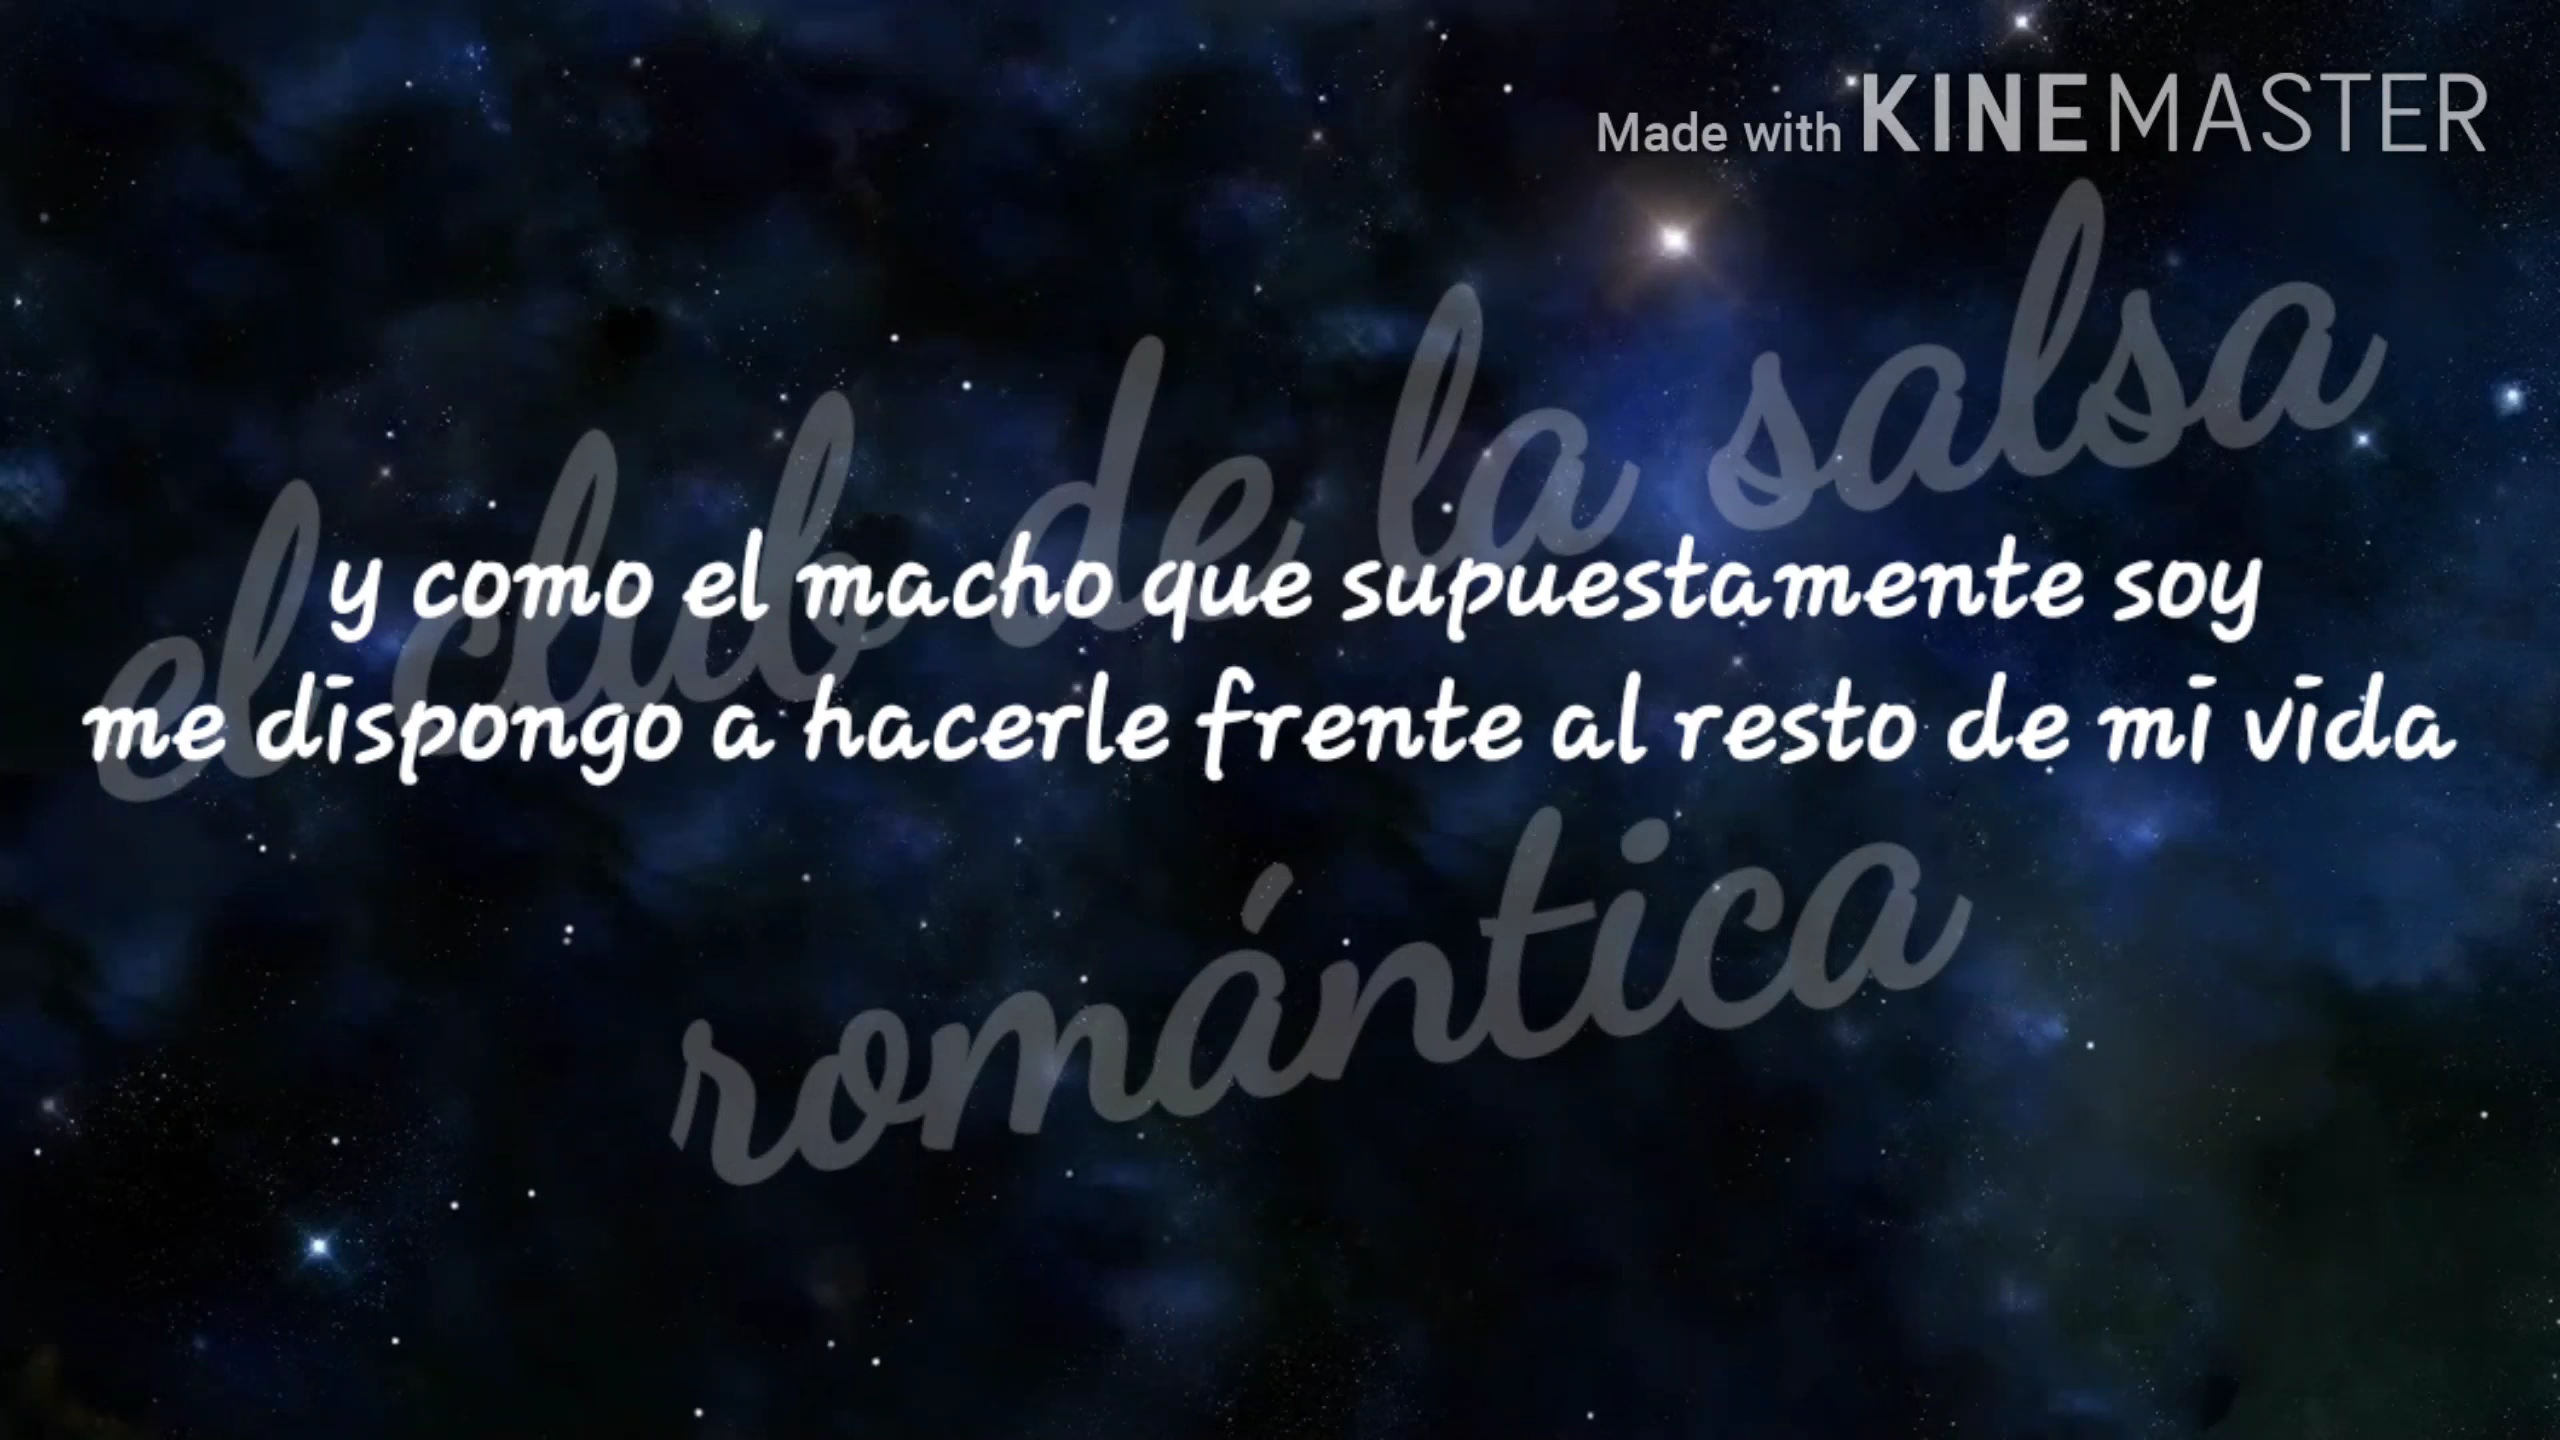 Made with KINEMASTER
el club de la salsa
y como el macho que supuestamente soy
me dispongo a hacerle frente al resto de mi vida
romántica